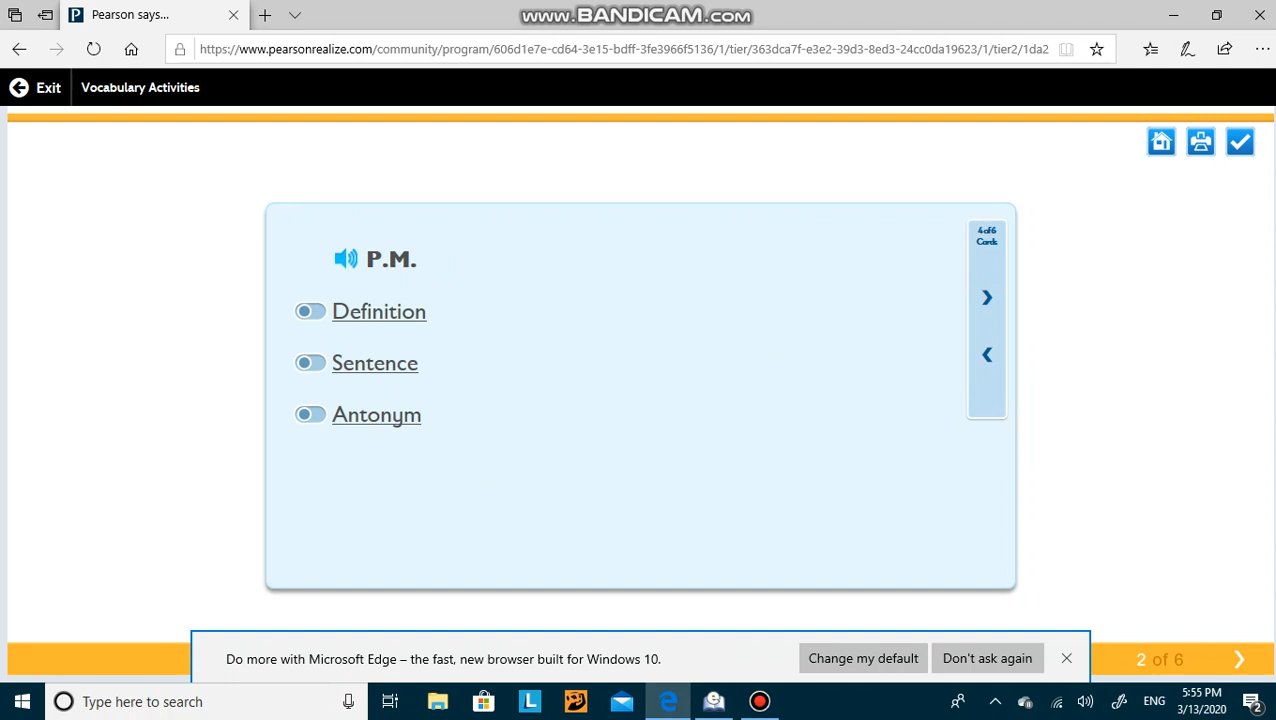 Pearson says...
www.BANDICAM.com
https://www.pearsonrealize.com/community/program/606d1e7e-cd64-3e15-bdff-3fe3966f5136/1/tier/363dca7f-e3e2-39d3-8ed3-24cc0da19623/1/tier2/1da2
Exit
Vocabulary Activities
4 of 6
Cards
P.M.
Definition
Sentence
Antonym
Do more with Microsoft Edge – the fast, new browser built for Windows 10.
Change my default
Don't ask again
2 of 6
Type here to search
ENG
5:55 PM
3/13/2020
2